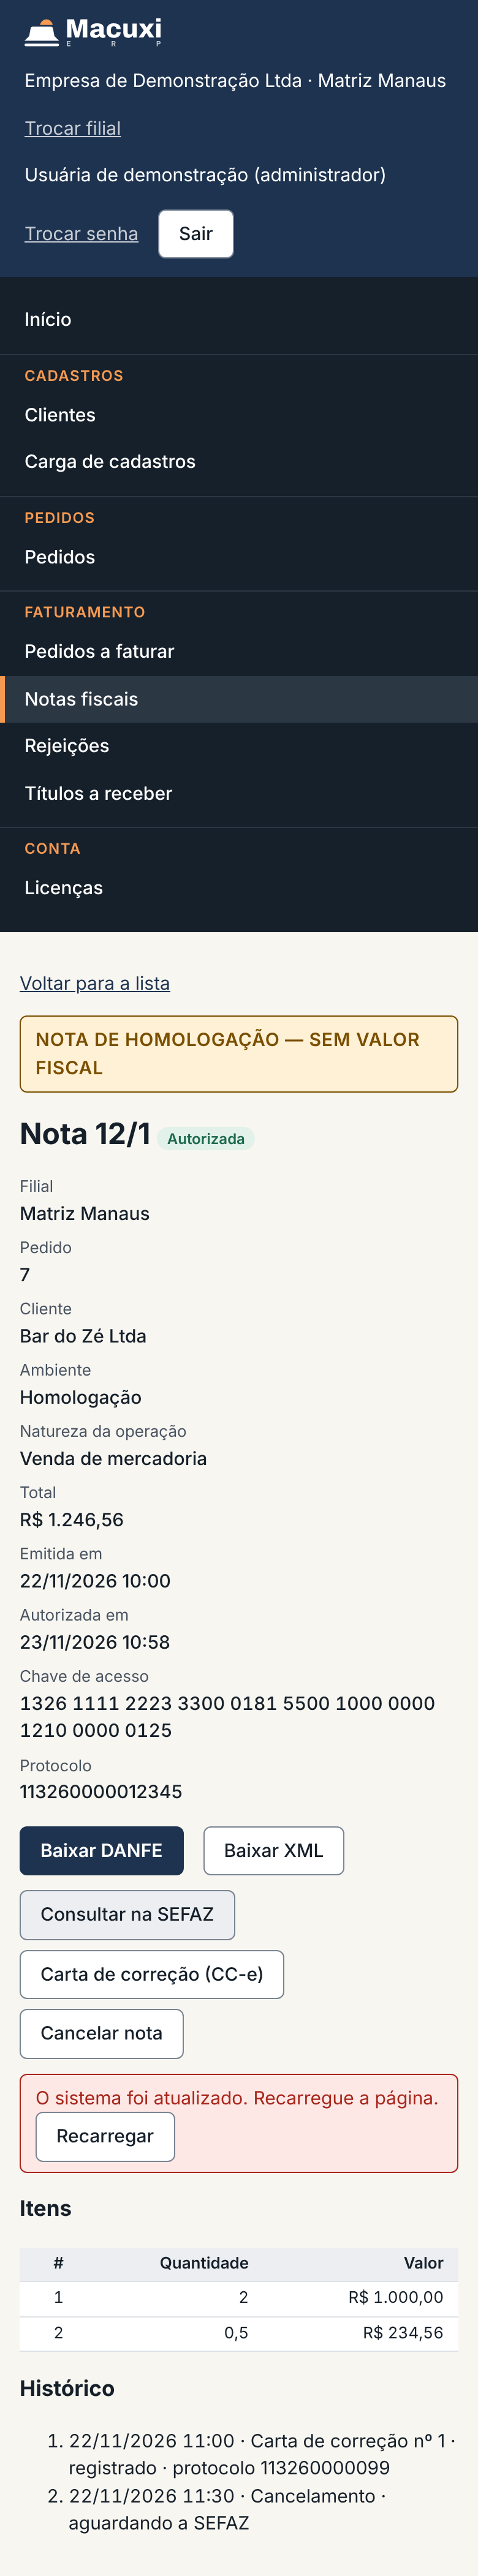 Macuxi
E R P
Empresa de Demonstração Ltda · Matriz Manaus
Trocar filial
Usuária de demonstração (administrador)
Trocar senha Sair
Início
CADASTROS
Clientes
Carga de cadastros
PEDIDOS
Pedidos
FATURAMENTO
Pedidos a faturar
Notas fiscais
Rejeições
Títulos a receber
CONTA
Licenças
Voltar para a lista
NOTA DE HOMOLOGAÇÃO — SEM VALOR
FISCAL
Nota 12/1 Autorizada
Filial
Matriz Manaus
Pedido
7
Cliente
Bar do Zé Ltda
Ambiente
Homologação
Natureza da operação
Venda de mercadoria
Total
R$ 1.246,56
Emitida em
22/11/2026 10:00
Autorizada em
23/11/2026 10:58
Chave de acesso
1326 1111 2223 3300 0181 5500 1000 0000
1210 0000 0125
Protocolo
113260000012345
Baixar DANFE Baixar XML
Consultar na SEFAZ
Carta de correção (CC-e)
Cancelar nota
O sistema foi atualizado. Recarregue a página.
Recarregar
Itens
# Quantidade Valor
1 2 R$ 1.000,00
2 0,5 R$ 234,56
Histórico
1. 22/11/2026 11:00 · Carta de correção nº 1 ·
registrado · protocolo 113260000099
2. 22/11/2026 11:30 · Cancelamento ·
aguardando a SEFAZ